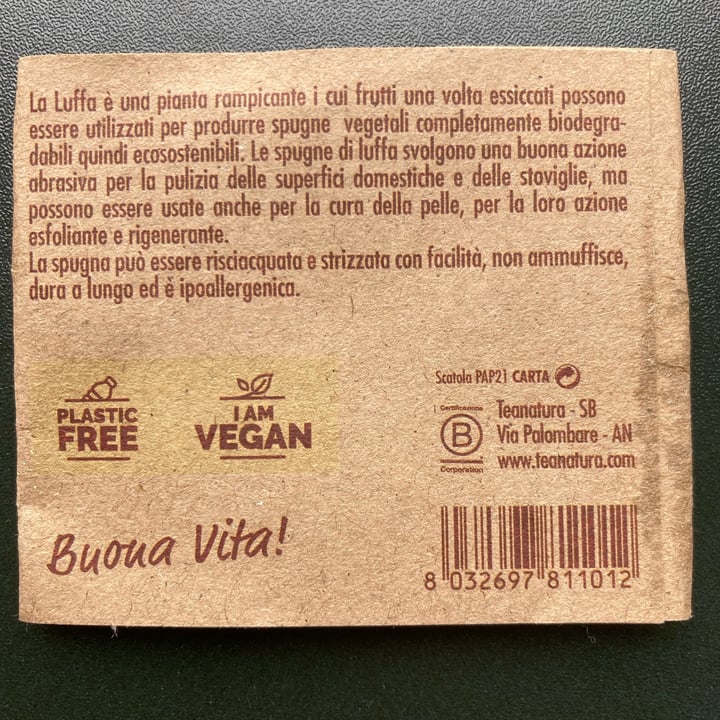 La Luffa è una pianta rampicante i cui frutti una volta essiccati possono
essere utilizzati per produrre spugne vegetali completamente biodegra-
dabili quindi ecosostenibili. Le spugne di luffa svolgono una buona azione
abrasiva per la pulizia delle superfici domestiche e delle stoviglie, ma
possono essere usate anche per la cura della pelle, per la loro azione
esfoliante e rigenerante.
La spugna può essere risciacquata e strizzata con facilità, non ammuffisce,
dura a lungo ed è ipoallergenica.
PLASTIC
FREE
I AM
VEGAN
Scatola PAP21 CARTA
Certificazione
B
Corporation
Teanatura - SB
Via Palombare - AN
www.teanatura.com
Buona Vita!
8 032697 811012